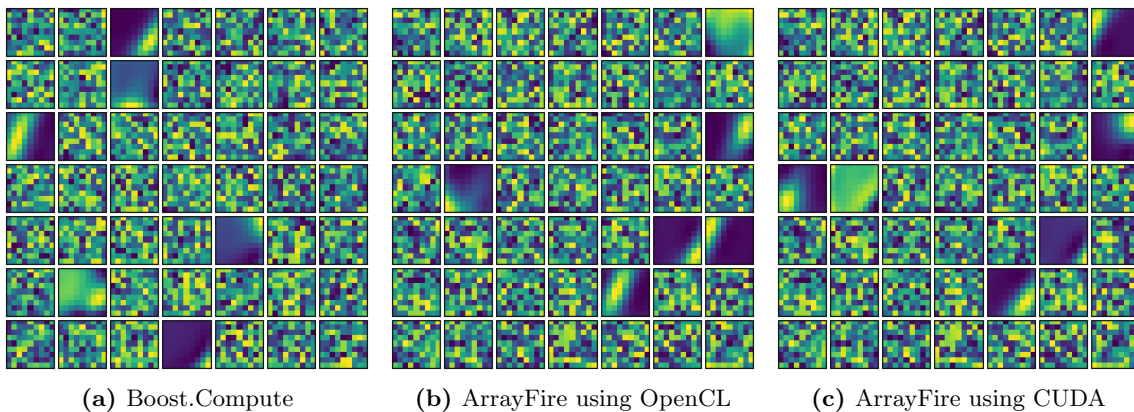 (a) Boost.Compute
(b) ArrayFire using OpenCL
(c) ArrayFire using CUDA